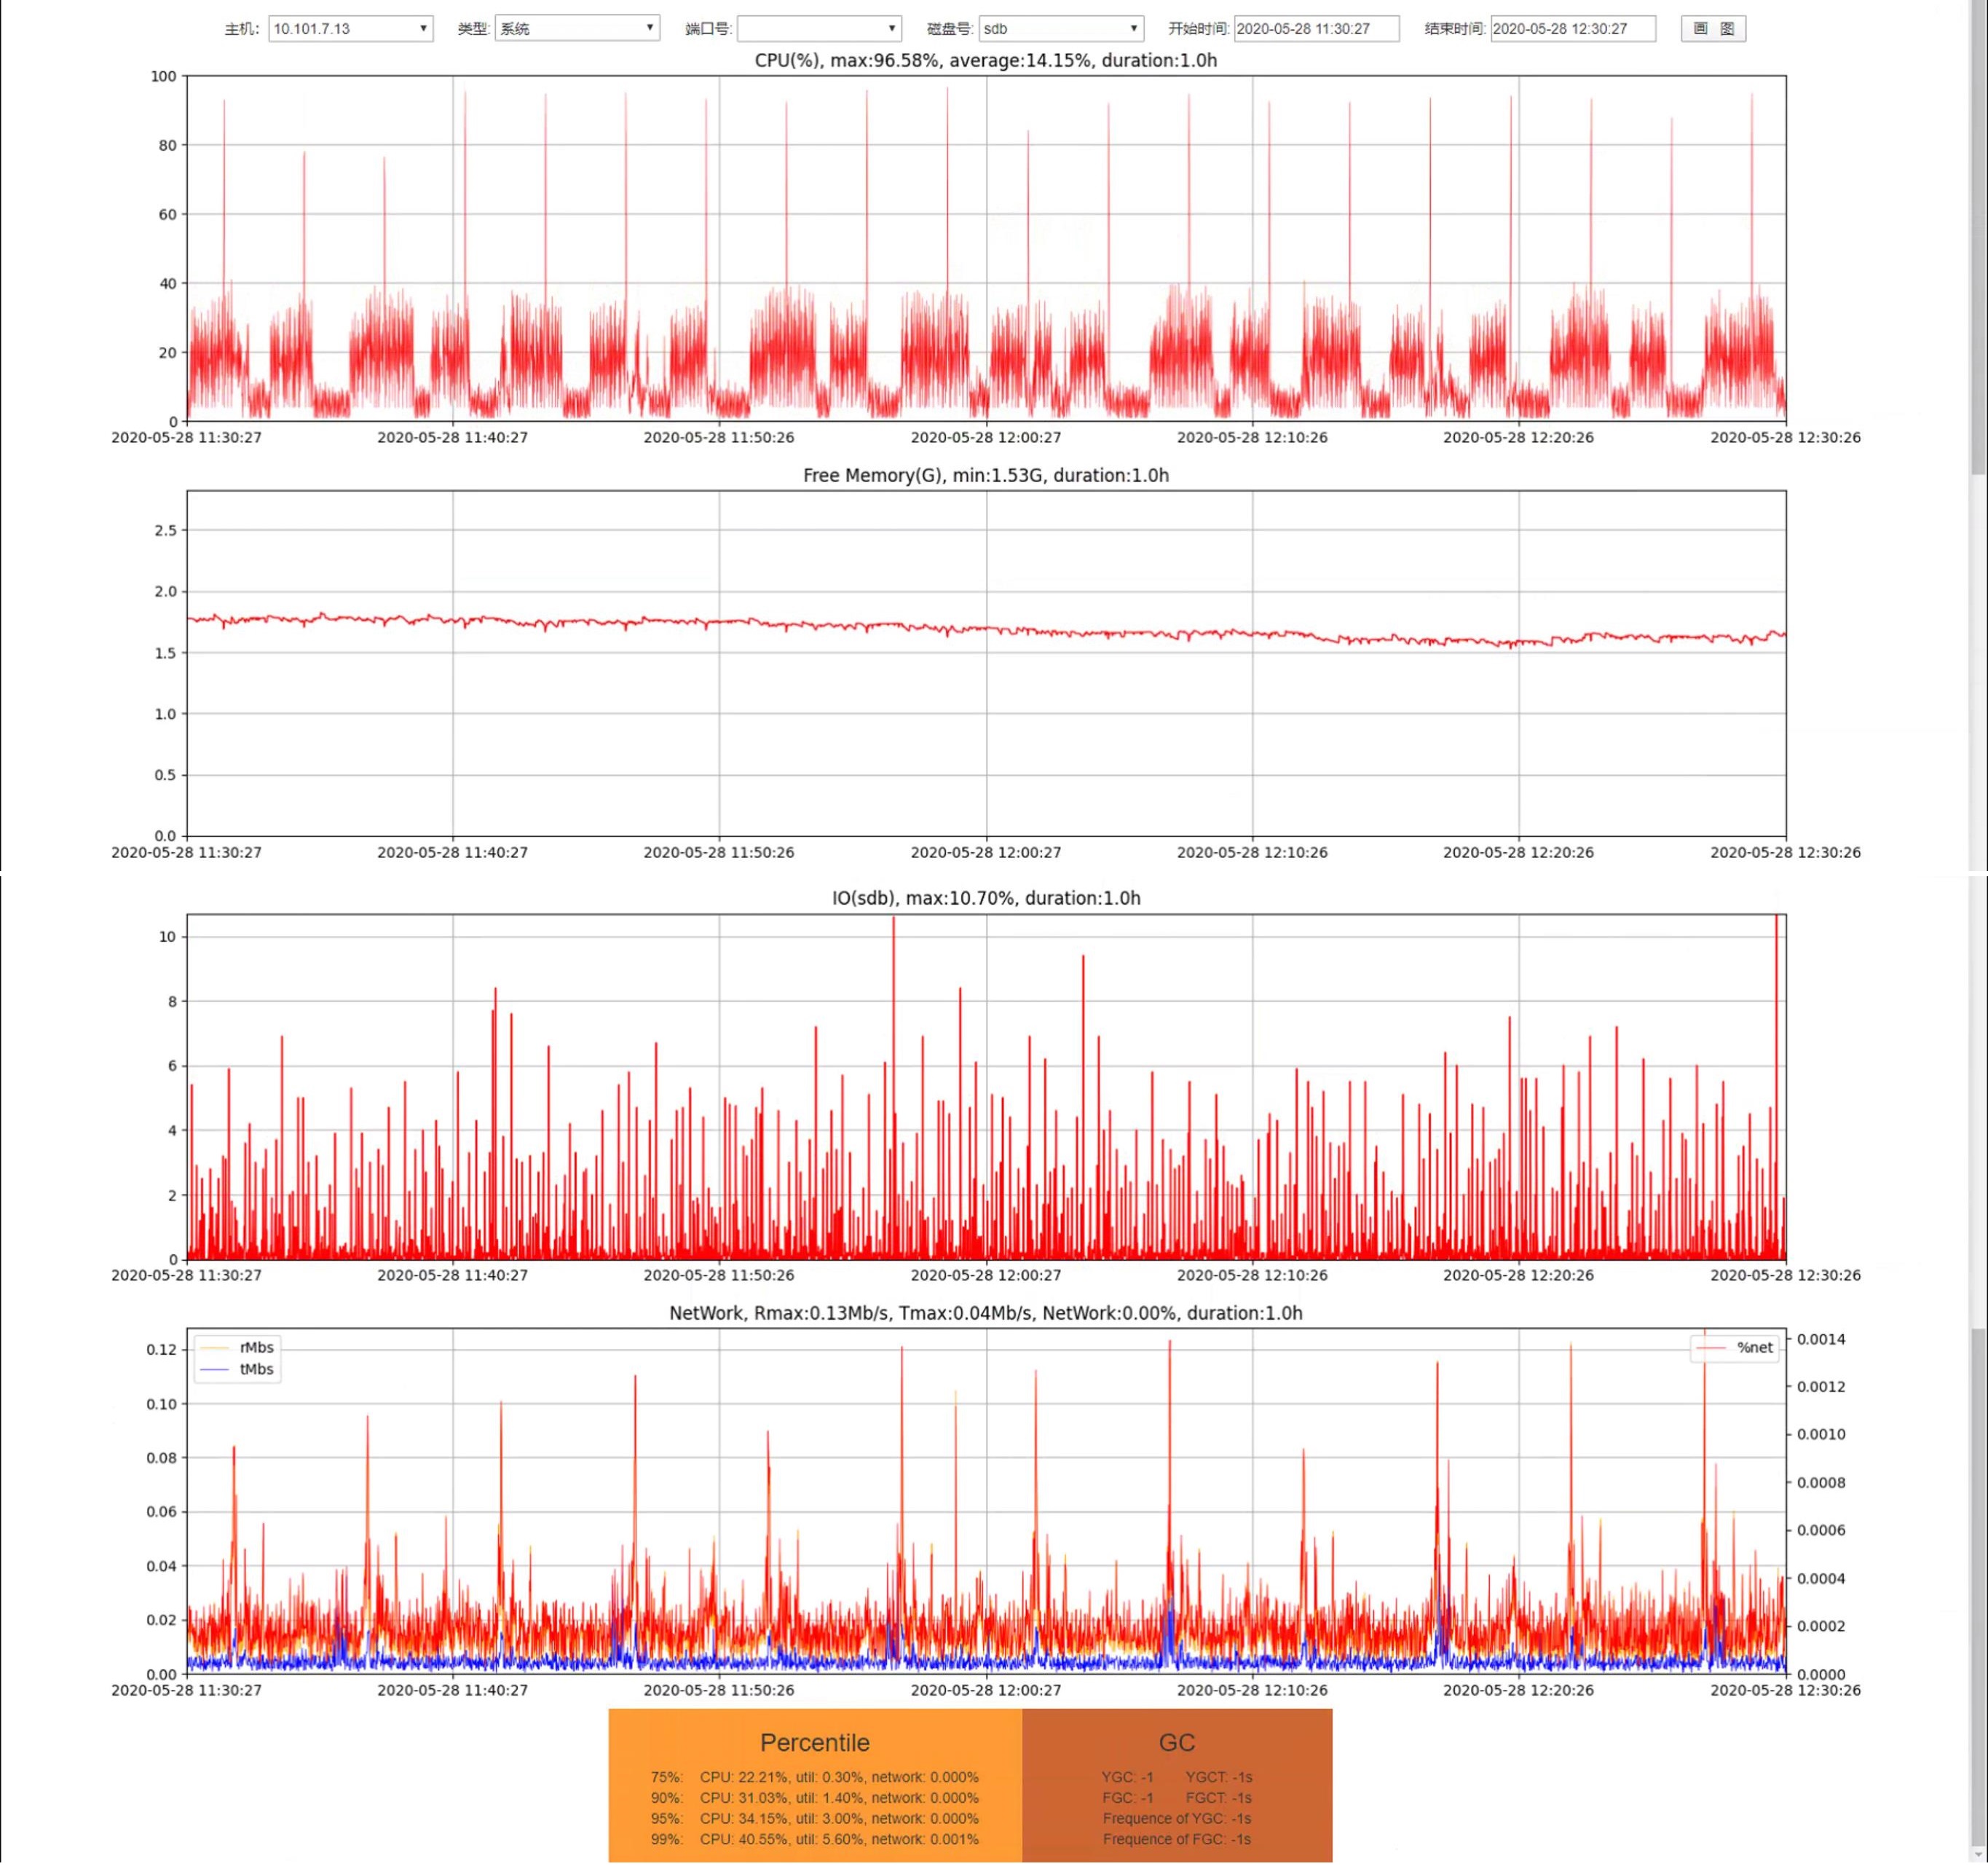 主机: 10.101.7.13 类型: 系统 端口号: 磁盘号: sdb 开始时间: 2020-05-28 11:30:27 结束时间: 2020-05-28 12:30:27 画 图
CPU(%), max:96.58%, average:14.15%, duration:1.0h
100
80
60
40
20
0
2020-05-28 11:30:27 2020-05-28 11:40:27 2020-05-28 11:50:26 2020-05-28 12:00:27 2020-05-28 12:10:26 2020-05-28 12:20:26 2020-05-28 12:30:26
Free Memory(G), min:1.53G, duration:1.0h
2.5
2.0
1.5
1.0
0.5
0.0
2020-05-28 11:30:27 2020-05-28 11:40:27 2020-05-28 11:50:26 2020-05-28 12:00:27 2020-05-28 12:10:26 2020-05-28 12:20:26 2020-05-28 12:30:26
IO(sdb), max:10.70%, duration:1.0h
10
8
6
4
2
0
2020-05-28 11:30:27 2020-05-28 11:40:27 2020-05-28 11:50:26 2020-05-28 12:00:27 2020-05-28 12:10:26 2020-05-28 12:20:26 2020-05-28 12:30:26
NetWork, Rmax:0.13Mb/s, Tmax:0.04Mb/s, NetWork:0.00%, duration:1.0h
rMbs
tMbs
%net
0.12
0.10
0.08
0.06
0.04
0.02
0.00
0.0014
0.0012
0.0010
0.0008
0.0006
0.0004
0.0002
0.0000
2020-05-28 11:30:27 2020-05-28 11:40:27 2020-05-28 11:50:26 2020-05-28 12:00:27 2020-05-28 12:10:26 2020-05-28 12:20:26 2020-05-28 12:30:26
Percentile
75%: CPU: 22.21%, util: 0.30%, network: 0.000%
90%: CPU: 31.03%, util: 1.40%, network: 0.000%
95%: CPU: 34.15%, util: 3.00%, network: 0.000%
99%: CPU: 40.55%, util: 5.60%, network: 0.001%
GC
YGC: -1 YGCT: -1s
FGC: -1 FGCT: -1s
Frequence of YGC: -1s
Frequence of FGC: -1s